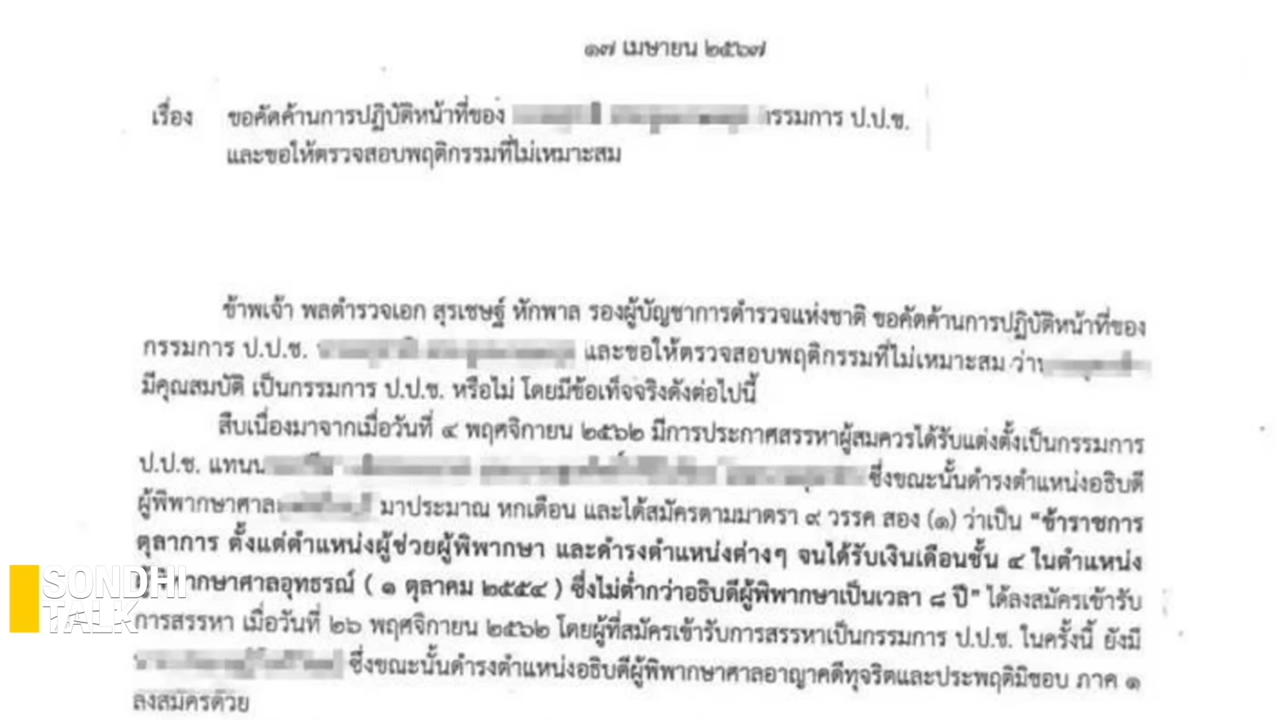 ๑๗ เมษายน ๒๕๖๗
เรื่อง ขอคัดค้านการปฏิบัติหน้าที่ของ กรรมการ ป.ป.ช.
และขอให้ตรวจสอบพฤติกรรมที่ไม่เหมาะสม
ข้าพเจ้า พลตำรวจเอก สุรเชษฐ์ หักพาล รองผู้บัญชาการตำรวจแห่งชาติ ขอคัดค้านการปฏิบัติหน้าที่ของ
กรรมการ ป.ป.ช. และขอให้ตรวจสอบพฤติกรรมที่ไม่เหมาะสม ว่า
มีคุณสมบัติ เป็นกรรมการ ป.ป.ช. หรือไม่ โดยมีข้อเท็จจริงดังต่อไปนี้
สืบเนื่องมาจากเมื่อวันที่ ๔ พฤศจิกายน ๒๕๖๒ มีการประกาศสรรหาผู้สมควรได้รับแต่งตั้งเป็นกรรมการ
ป.ป.ช. แทน ซึ่งขณะนั้นดำรงตำแหน่งอธิบดี
ผู้พิพากษาศาล มาประมาณ หกเดือน และได้สมัครตามมาตรา ๙ วรรค สอง (๑) ว่าเป็น "ข้าราชการ
ตุลาการ ตั้งแต่ตำแหน่งผู้ช่วยผู้พิพากษา และดำรงตำแหน่งต่างๆ จนได้รับเงินเดือนชั้น ๔ ในตำแหน่ง
ผู้พิพากษาศาลอุทธรณ์ ( ๑ ตุลาคม ๒๕๕๔ ) ซึ่งไม่ต่ำกว่าอธิบดีผู้พิพากษาเป็นเวลา ๘ ปี" ได้ลงสมัครเข้ารับ
การสรรหา เมื่อวันที่ ๒๖ พฤศจิกายน ๒๕๖๒ โดยผู้ที่สมัครเข้ารับการสรรหาเป็นกรรมการ ป.ป.ช. ในครั้งนี้ ยังมี
ซึ่งขณะนั้นดำรงตำแหน่งอธิบดีผู้พิพากษาศาลอาญาคดีทุจริตและประพฤติมิชอบ ภาค ๑
ลงสมัครด้วย
SONDHI
TALK